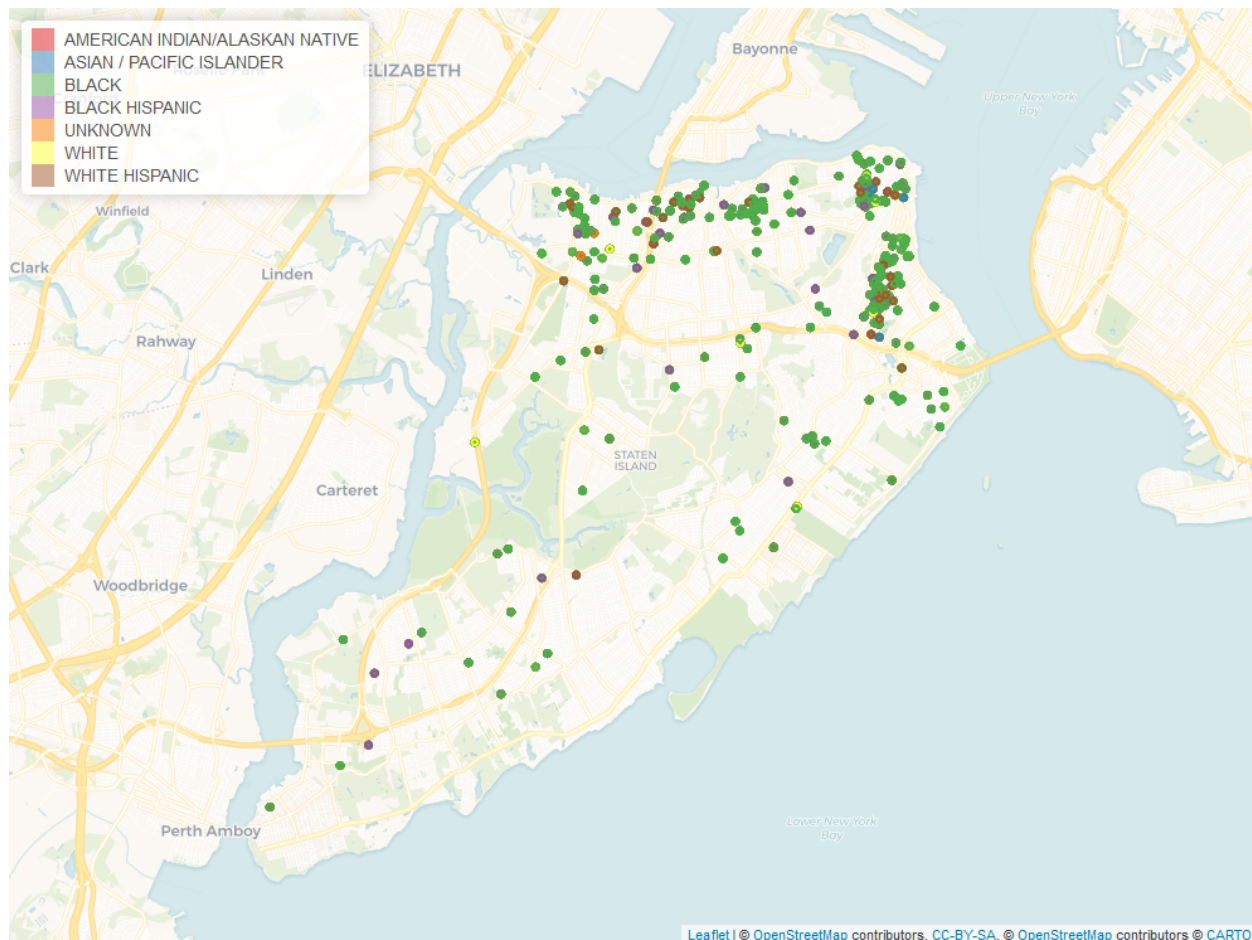 AMERICAN INDIAN/ALASKAN NATIVE
ASIAN / PACIFIC ISLANDER
BLACK
BLACK HISPANIC
UNKNOWN
WHITE
WHITE HISPANIC
Roselle Park
ELIZABETH
Bayonne
Upper New York
Bay
Winfield
Clark
Linden
Rahway
STATEN
ISLAND
Carteret
Woodbridge
Perth Amboy
Lower New York
Bay
Leaflet | © OpenStreetMap contributors, CC-BY-SA, © OpenStreetMap contributors © CARTO